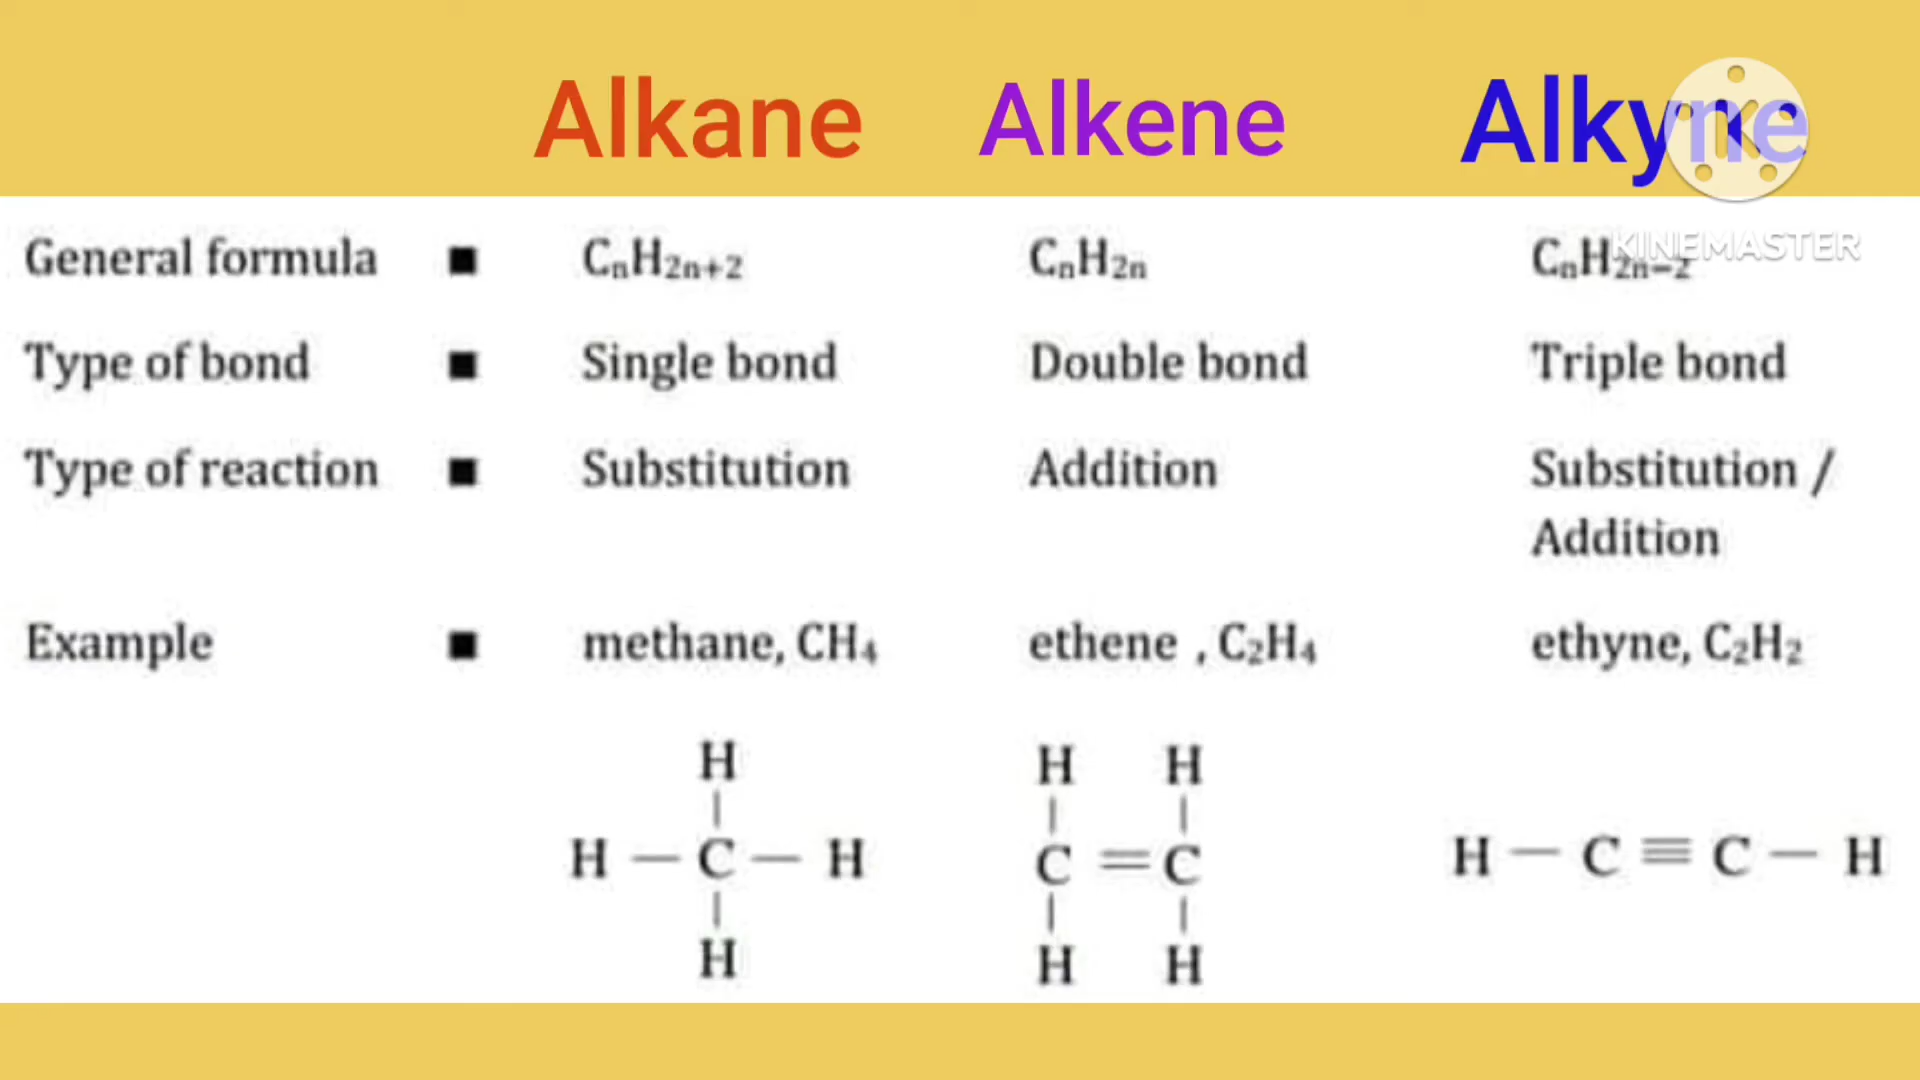 Alkane Alkene Alkyne
KINEMASTER
General formula ■ CₙH₂ₙ₊₂ CₙH₂ₙ CₙH₂ₙ₋₂
Type of bond ■ Single bond Double bond Triple bond
Type of reaction ■ Substitution Addition Substitution /
Addition
Example ■ methane, CH₄ ethene , C₂H₄ ethyne, C₂H₂
H H H
H — C — H C = C H — C ≡ C — H
H H H